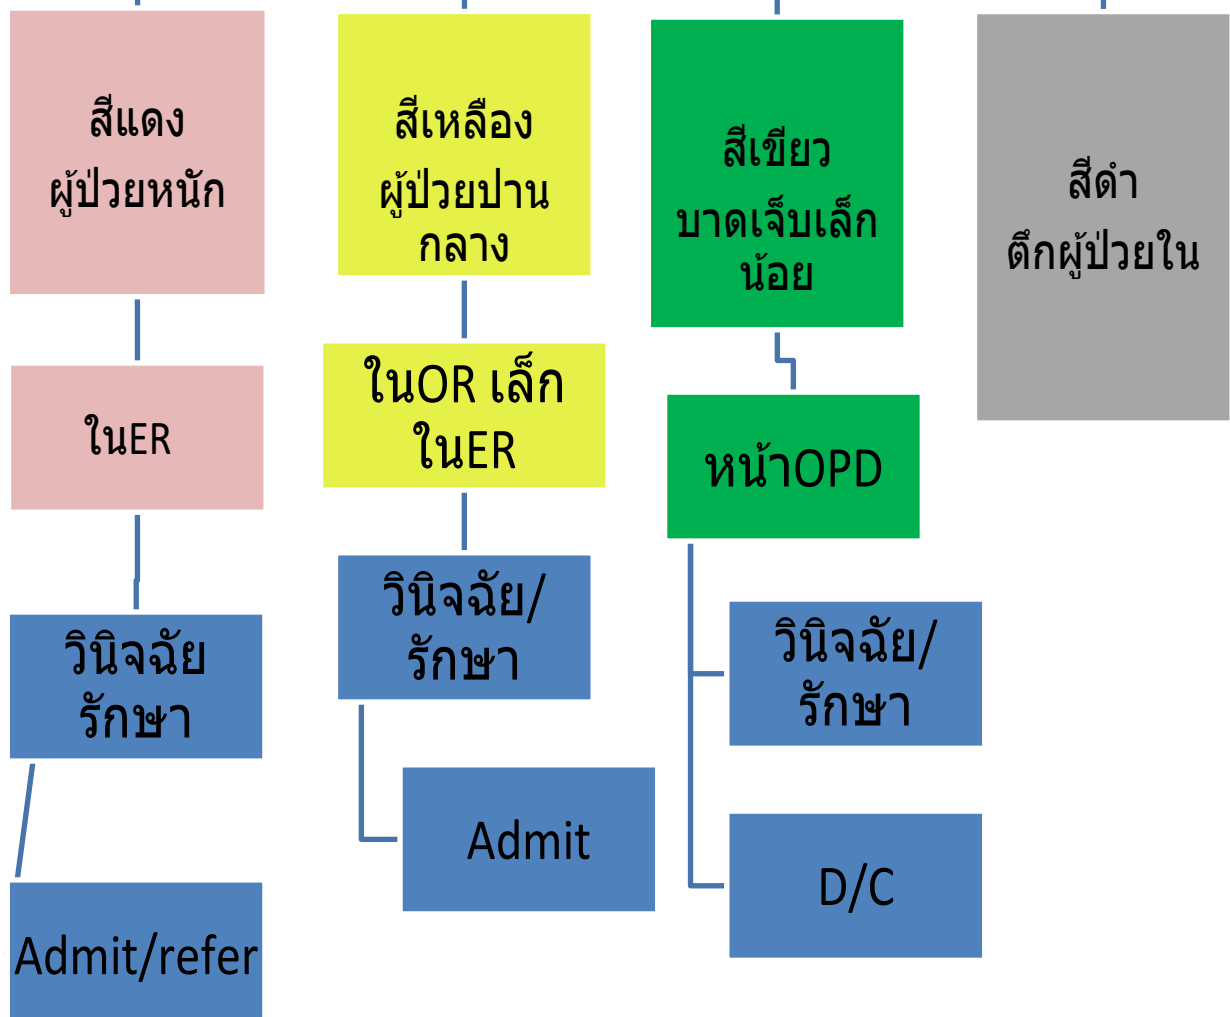 สีแดง
ผู้ป่วยหนัก
ในER
วินิจฉัย
รักษา
Admit/refer
สีเหลือง
ผู้ป่วยปาน
กลาง
ในOR เล็ก
ในER
วินิจฉัย/
รักษา
Admit
สีเขียว
บาดเจ็บเล็ก
น้อย
หน้าOPD
วินิจฉัย/
รักษา
D/C
สีดำ
ตึกผู้ป่วยใน